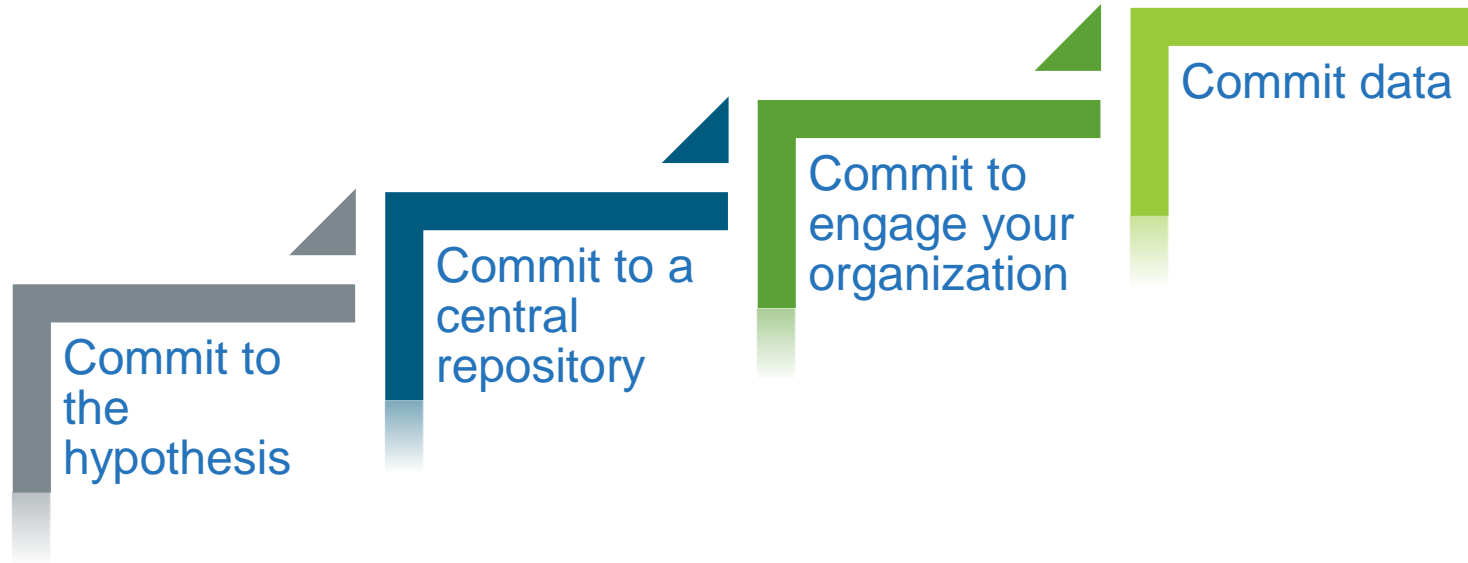 Commit to
the
hypothesis
Commit to a
central
repository
Commit to
engage your
organization
Commit data